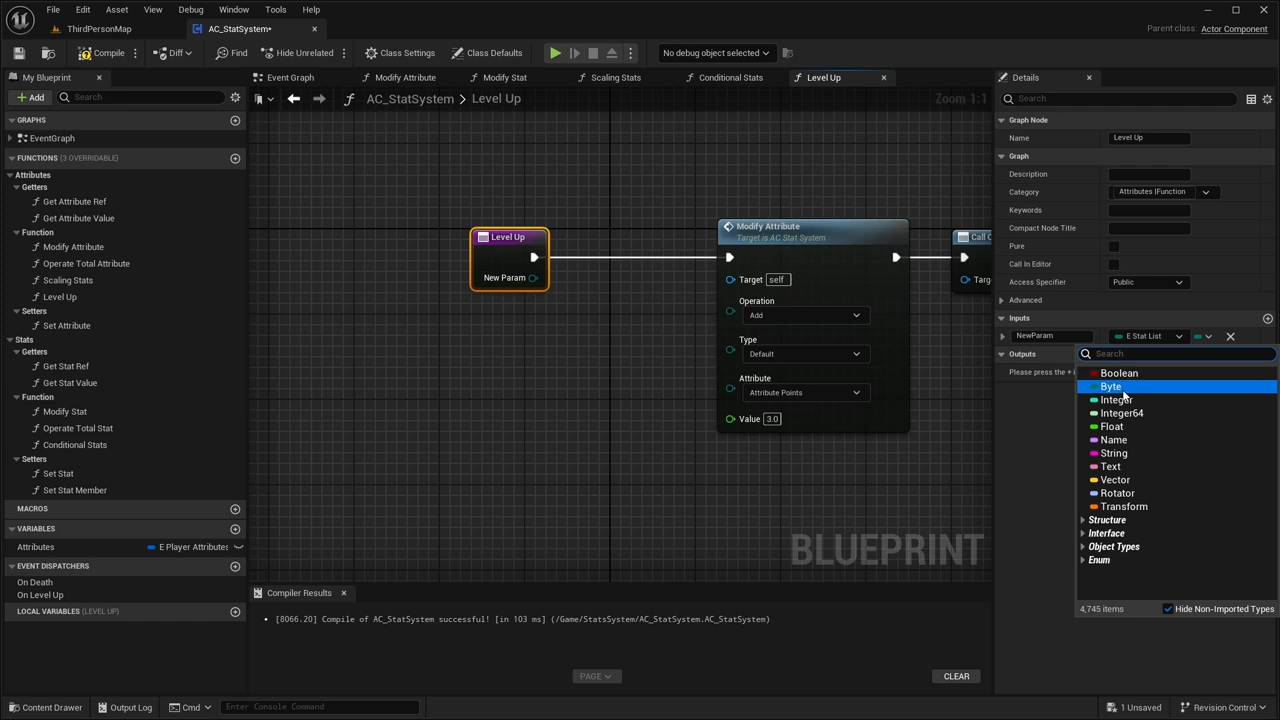 File Edit Asset View Debug Window Tools Help
ThirdPersonMap AC_StatSystem* Parent class: Actor Component
Compile Diff Find Hide Unrelated Class Settings Class Defaults No debug object selected
My Blueprint Event Graph Modify Attribute Modify Stat Scaling Stats Conditional Stats Level Up Details
Add Search AC_StatSystem > Level Up Zoom 1:1 Search
GRAPHS
EventGraph
FUNCTIONS (3 OVERRIDABLE)
Attributes
Getters
Get Attribute Ref
Get Attribute Value
Function
Modify Attribute
Operate Total Attribute
Scaling Stats
Level Up
Setters
Set Attribute
Stats
Getters
Get Stat Ref
Get Stat Value
Function
Modify Stat
Operate Total Stat
Conditional Stats
Setters
Set Stat
Set Stat Member
MACROS
VARIABLES
Attributes E Player Attributes
EVENT DISPATCHERS
On Death
On Level Up
LOCAL VARIABLES (LEVEL UP)
Level Up
New Param
Modify Attribute
Target is AC Stat System
Target self
Operation
Add
Type
Default
Attribute
Attribute Points
Value 3.0
Call
Targe
BLUEPRINT
Graph Node
Name Level Up
Graph
Description
Category Attributes |Function
Keywords
Compact Node Title
Pure
Call In Editor
Access Specifier Public
Advanced
Inputs
NewParam E Stat List
Outputs
Please press the +
Search
Boolean
Byte
Integer
Integer64
Float
Name
String
Text
Vector
Rotator
Transform
Structure
Interface
Object Types
Enum
4,745 items Hide Non-Imported Types
Compiler Results
[8066.20] Compile of AC_StatSystem successful! [in 103 ms] (/Game/StatsSystem/AC_StatSystem.AC_StatSystem)
PAGE CLEAR
Content Drawer Output Log Cmd Enter Console Command 1 Unsaved Revision Control